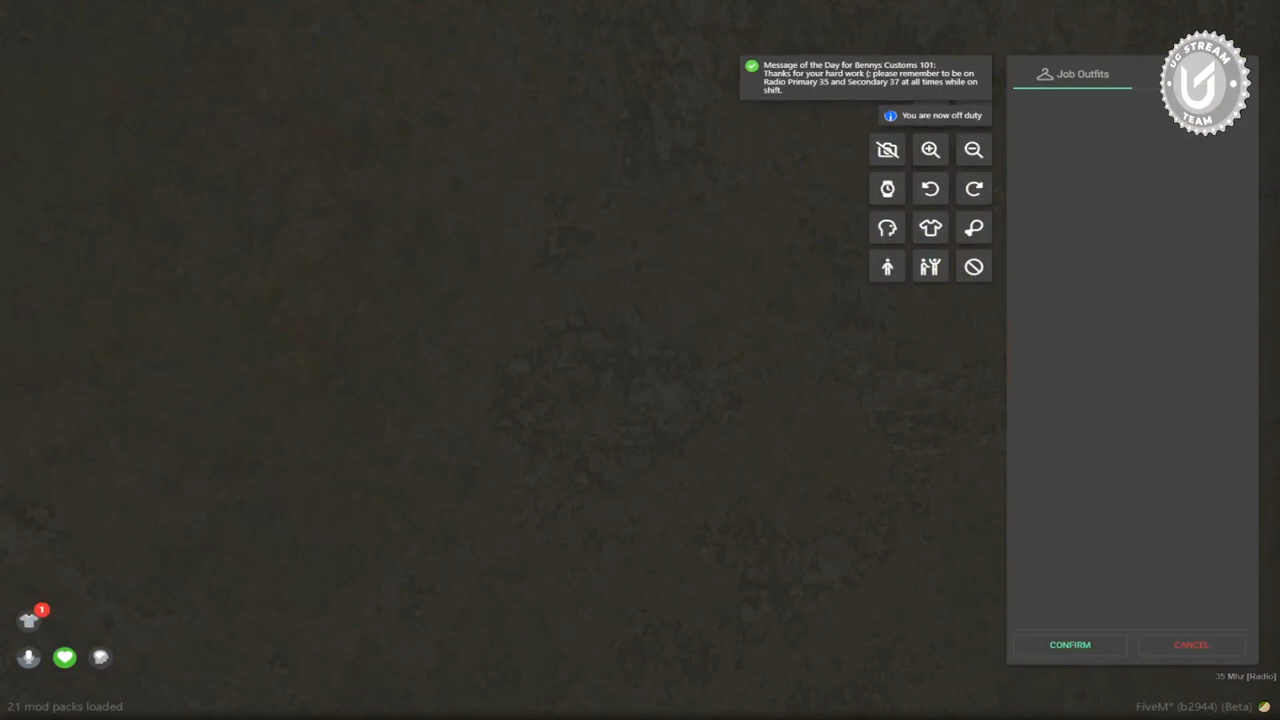 UG STREAM
TEAM
Message of the Day for Bennys Customs 101:
Thanks for your hard work (: please remember to be on
Radio Primary 35 and Secondary 37 at all times while on
shift.
Job Outfits
You are now off duty
1
CONFIRM
CANCEL
35 Mhz [Radio]
21 mod packs loaded
FiveM* (b2944) (Beta)